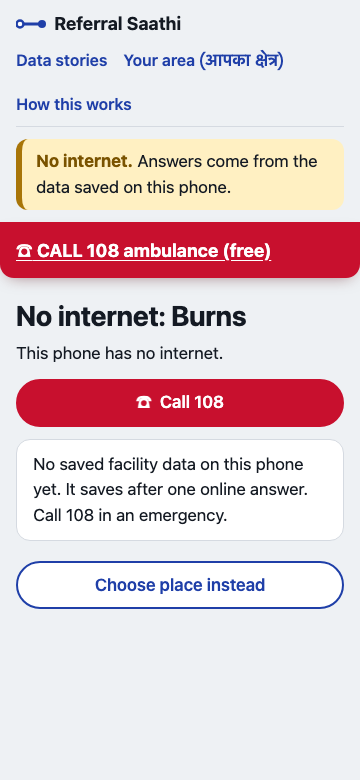 Referral Saathi
Data stories Your area (आपका क्षेत्र)
How this works
No internet. Answers come from the
data saved on this phone.
☎ CALL 108 ambulance (free)
No internet: Burns
This phone has no internet.
☎ Call 108
No saved facility data on this phone
yet. It saves after one online answer.
Call 108 in an emergency.
Choose place instead